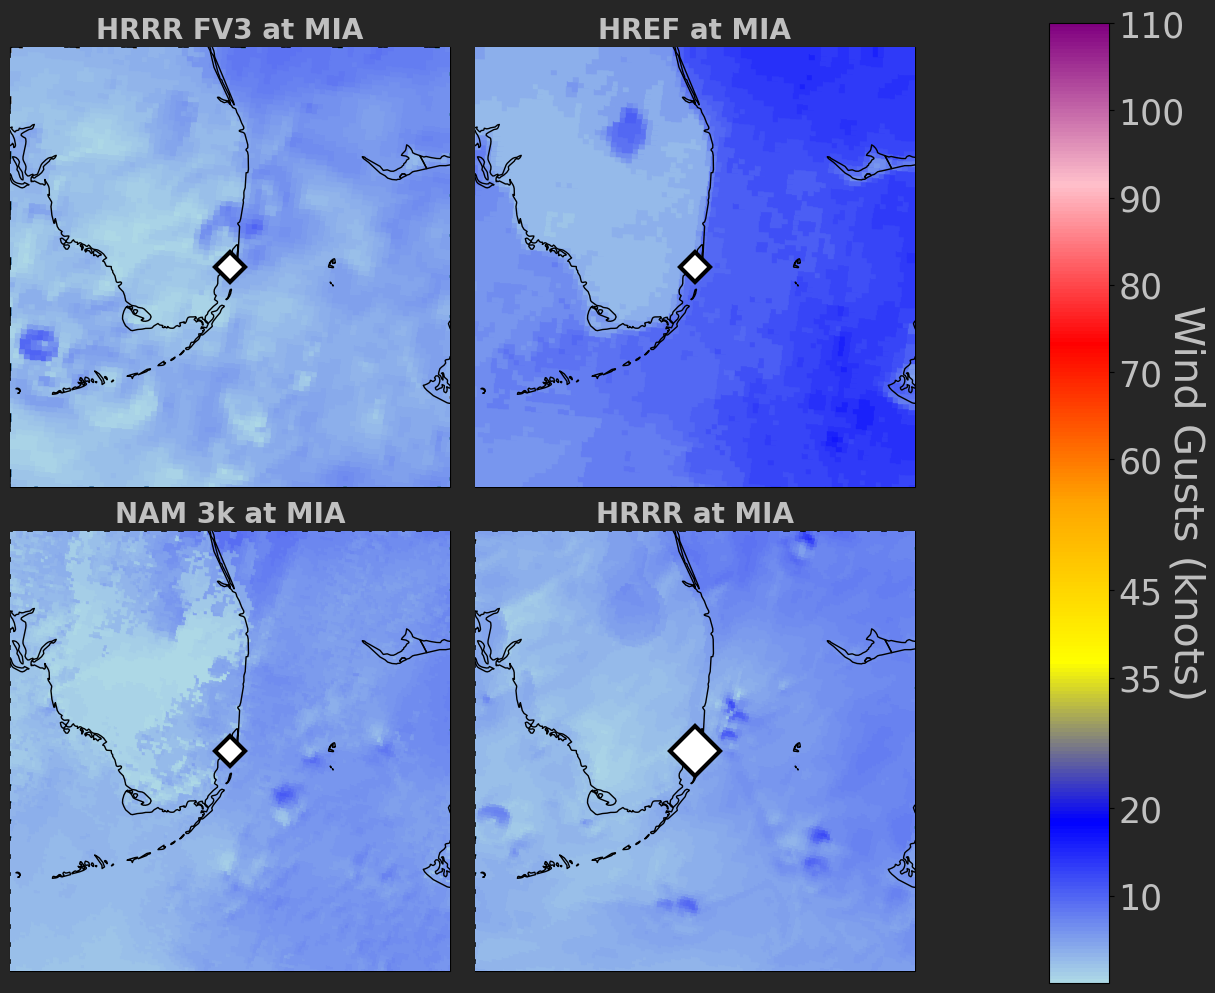 HRRR FV3 at MIA
HREF at MIA
NAM 3k at MIA
HRRR at MIA
110
100
90
80
70
60
45
35
20
10
Wind Gusts (knots)